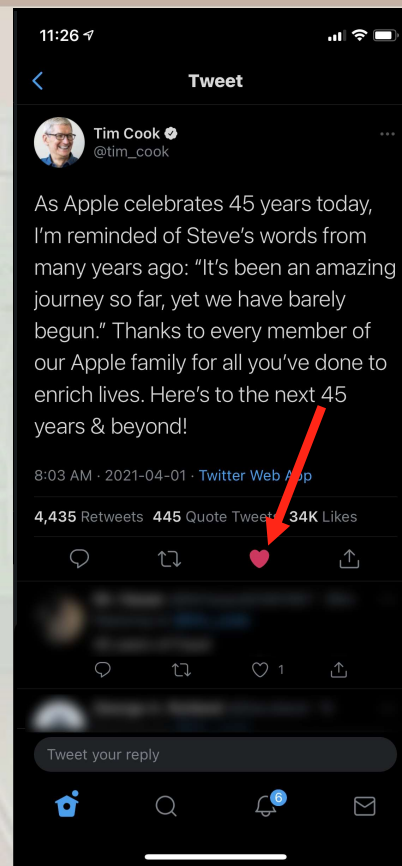 11:26
Tweet
Tim Cook
@tim_cook
As Apple celebrates 45 years today,
I'm reminded of Steve's words from
many years ago: “It's been an amazing
journey so far, yet we have barely
begun.” Thanks to every member of
our Apple family for all you've done to
enrich lives. Here's to the next 45
years & beyond!
8:03 AM · 2021-04-01 · Twitter Web App
4,435 Retweets 445 Quote Tweets 34K Likes
1
Tweet your reply
6